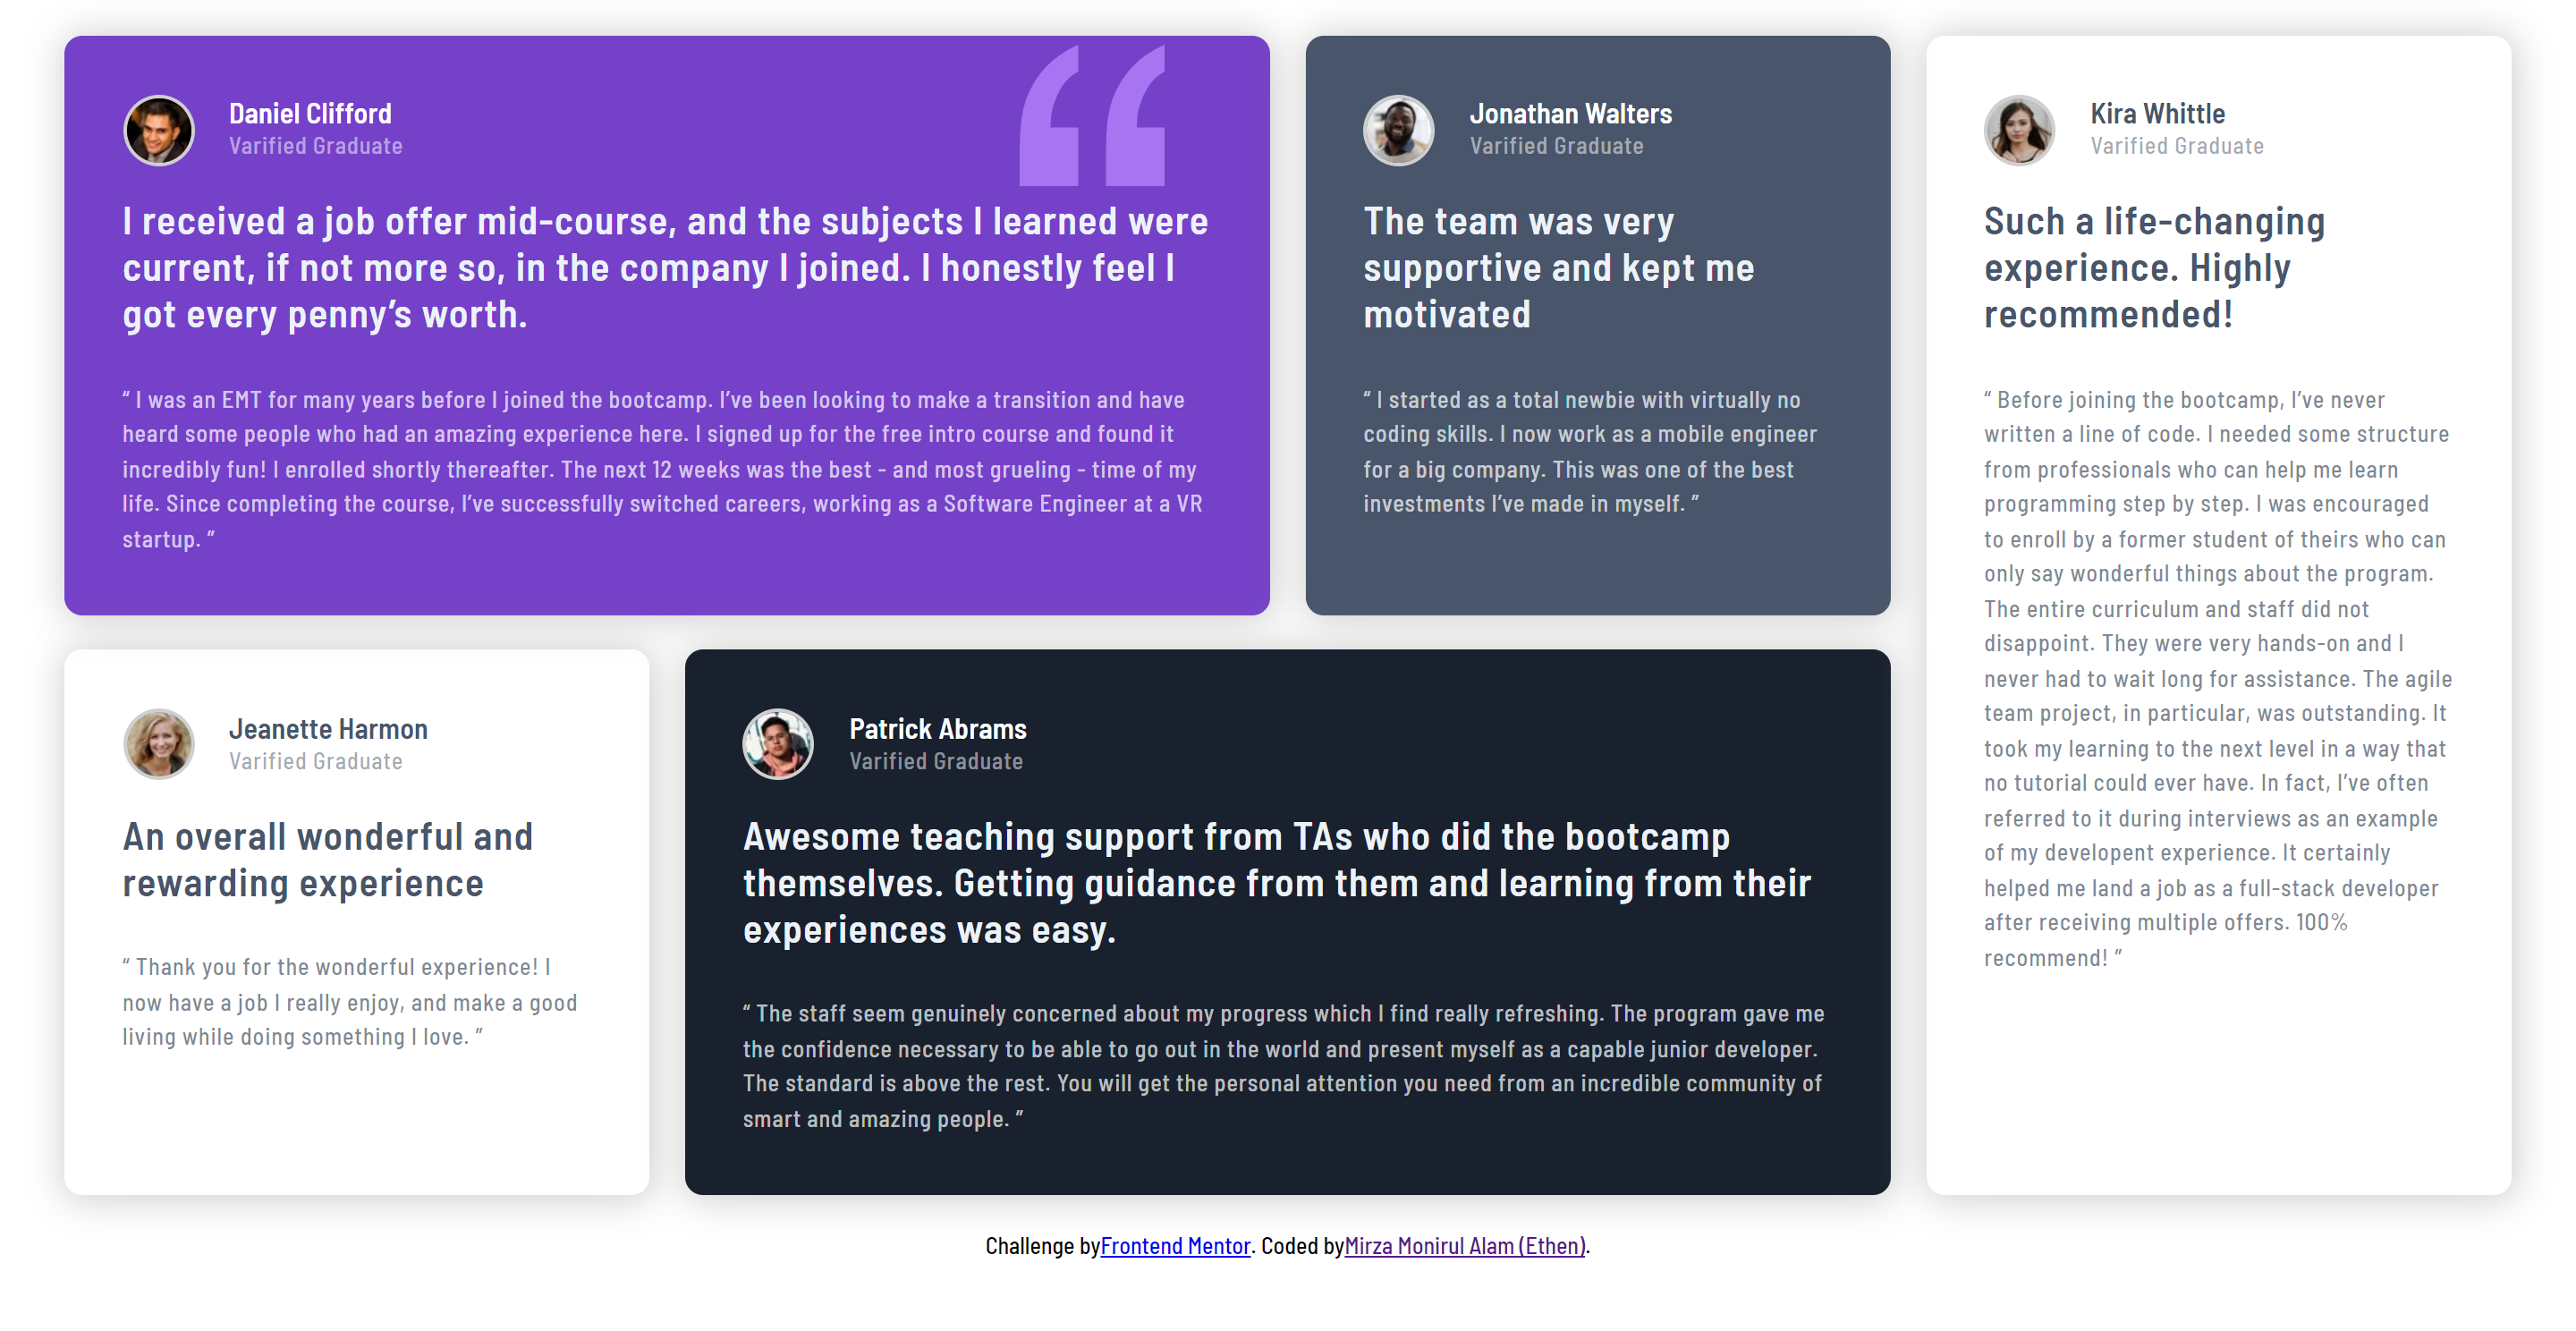 Daniel Clifford
Varified Graduate
I received a job offer mid-course, and the subjects I learned were
current, if not more so, in the company I joined. I honestly feel I
got every penny’s worth.
“ I was an EMT for many years before I joined the bootcamp. I’ve been looking to make a transition and have
heard some people who had an amazing experience here. I signed up for the free intro course and found it
incredibly fun! I enrolled shortly thereafter. The next 12 weeks was the best - and most grueling - time of my
life. Since completing the course, I’ve successfully switched careers, working as a Software Engineer at a VR
startup. ”
Jonathan Walters
Varified Graduate
The team was very
supportive and kept me
motivated
“ I started as a total newbie with virtually no
coding skills. I now work as a mobile engineer
for a big company. This was one of the best
investments I’ve made in myself. ”
Kira Whittle
Varified Graduate
Such a life-changing
experience. Highly
recommended!
“ Before joining the bootcamp, I’ve never
written a line of code. I needed some structure
from professionals who can help me learn
programming step by step. I was encouraged
to enroll by a former student of theirs who can
only say wonderful things about the program.
The entire curriculum and staff did not
disappoint. They were very hands-on and I
never had to wait long for assistance. The agile
team project, in particular, was outstanding. It
took my learning to the next level in a way that
no tutorial could ever have. In fact, I’ve often
referred to it during interviews as an example
of my developent experience. It certainly
helped me land a job as a full-stack developer
after receiving multiple offers. 100%
recommend! ”
Jeanette Harmon
Varified Graduate
An overall wonderful and
rewarding experience
“ Thank you for the wonderful experience! I
now have a job I really enjoy, and make a good
living while doing something I love. ”
Patrick Abrams
Varified Graduate
Awesome teaching support from TAs who did the bootcamp
themselves. Getting guidance from them and learning from their
experiences was easy.
“ The staff seem genuinely concerned about my progress which I find really refreshing. The program gave me
the confidence necessary to be able to go out in the world and present myself as a capable junior developer.
The standard is above the rest. You will get the personal attention you need from an incredible community of
smart and amazing people. ”
Challenge byFrontend Mentor. Coded byMirza Monirul Alam (Ethen).